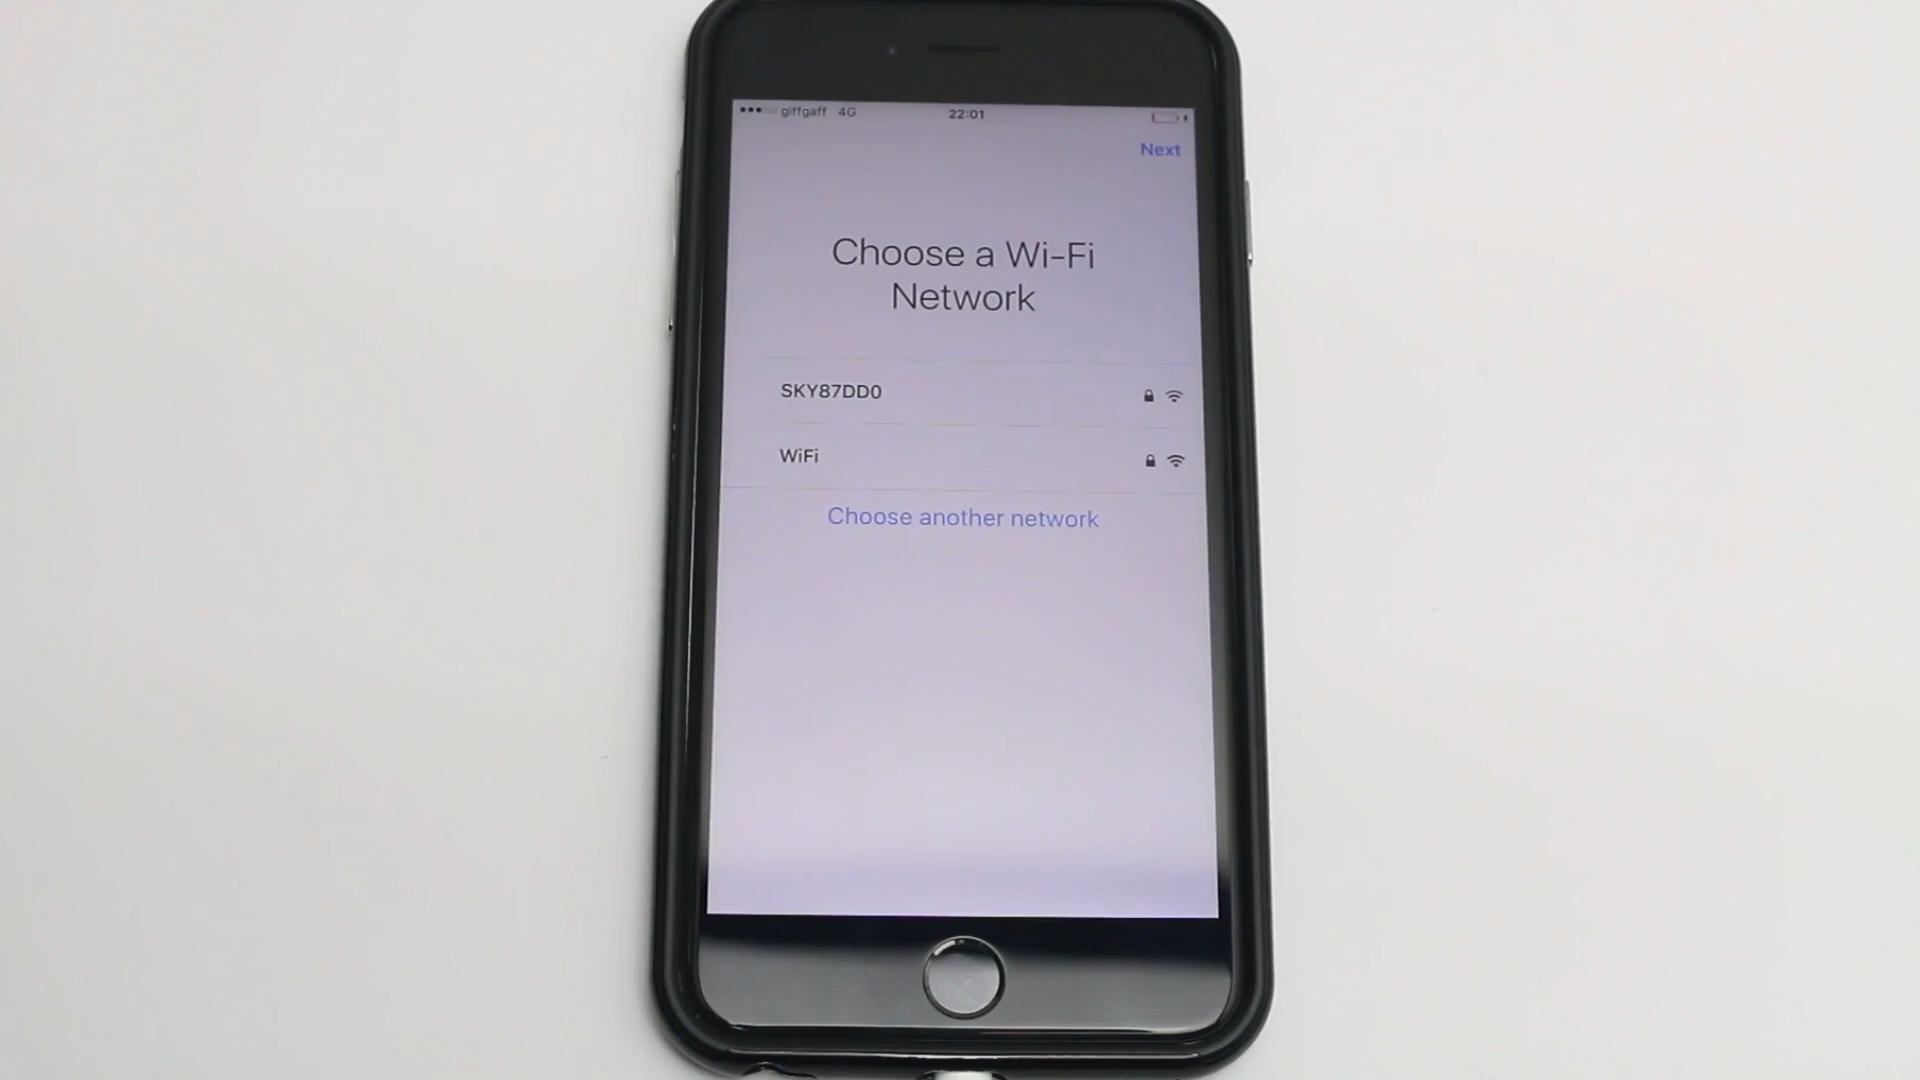 giffgaff 4G 22:01
Next
Choose a Wi-Fi
Network
SKY87DD0
WiFi
Choose another network